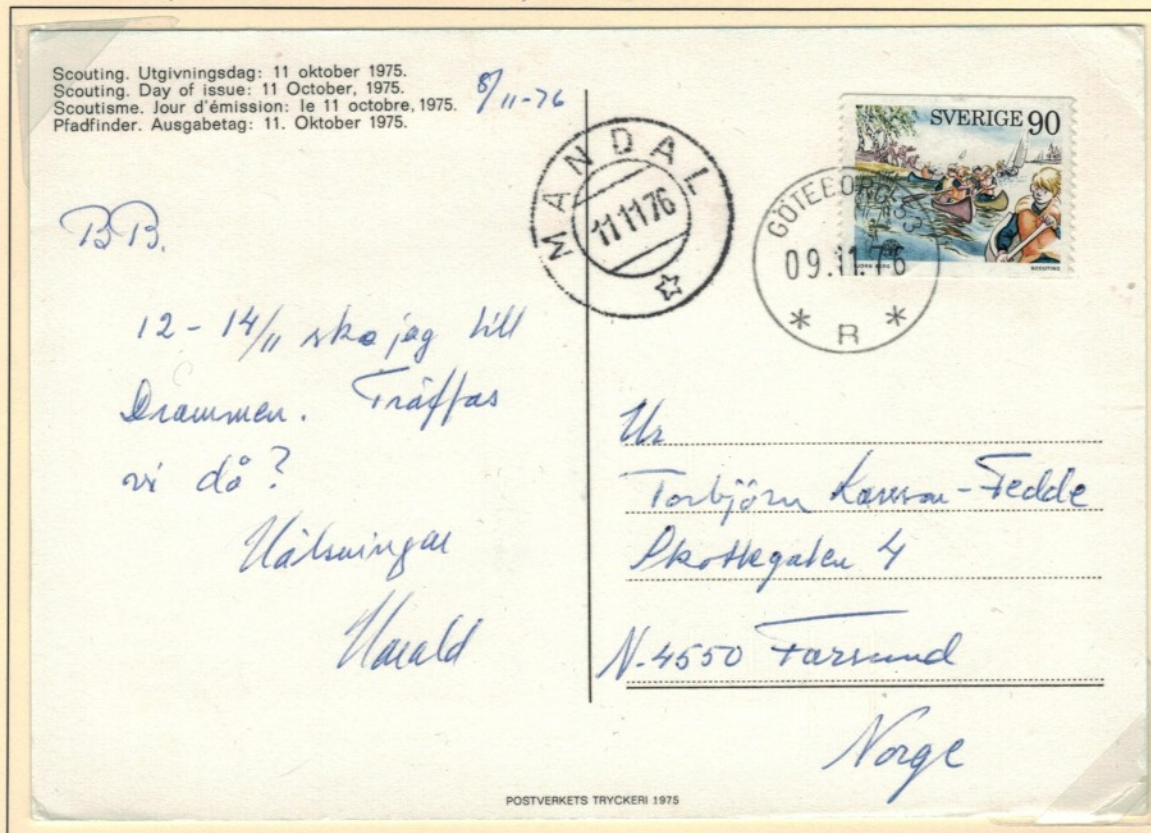 Scouting. Utgivningsdag: 11 oktober 1975.
Scouting. Day of issue: 11 October, 1975.
Scoutisme. Jour d'émission: le 11 octobre, 1975.
Pfadfinder. Ausgabetag: 11. Oktober 1975.
8/11-76
BB.
12-14/11 ska jag till
Drammen. Träffas
vi då?
Hälsningar
Harald
MANDAL
11 11 76
SVERIGE 90
SCOUTING
GÖTEBORG
09.11.76
* R *
Hr
Torbjörn -Fedde
Skottegaten 4
N-4550 Farsund
Norge
POSTVERKETS TRYCKERI 1975